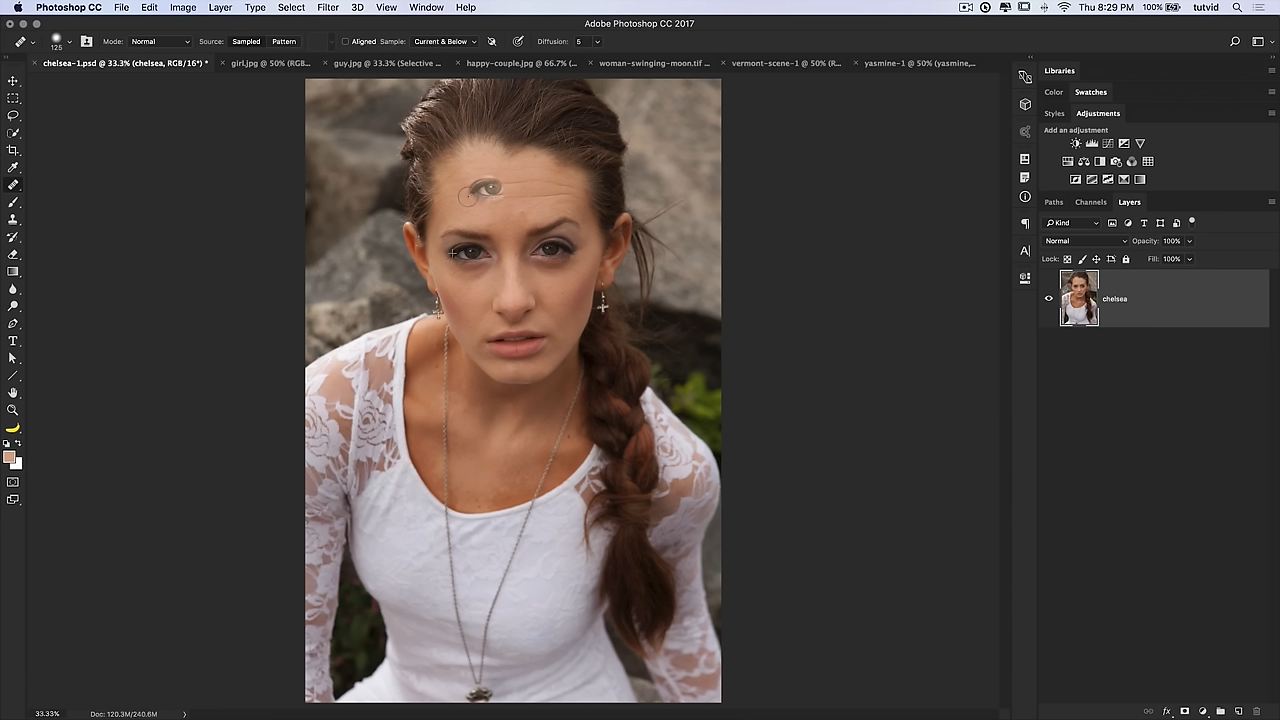 Photoshop CC File Edit Image Layer Type Select Filter 3D View Window Help Thu 8:29 PM 100% tutvid
Adobe Photoshop CC 2017
125 Mode: Normal Source: Sampled Pattern Aligned Sample: Current & Below Diffusion: 5
chelsea-1.psd @ 33.3% (chelsea, RGB/16*) * girl.jpg @ 50% (RGB... guy.jpg @ 33.3% (Selective ... happy-couple.jpg @ 66.7% (... woman-swinging-moon.tif ... vermont-scene-1 @ 50% (R... yasmine-1 @ 50% (yasmine,...
Libraries
Color Swatches
Styles Adjustments
Add an adjustment
Paths Channels Layers
Kind
Normal Opacity: 100%
Lock: Fill: 100%
chelsea
33.33% Doc: 120.3M/240.6M